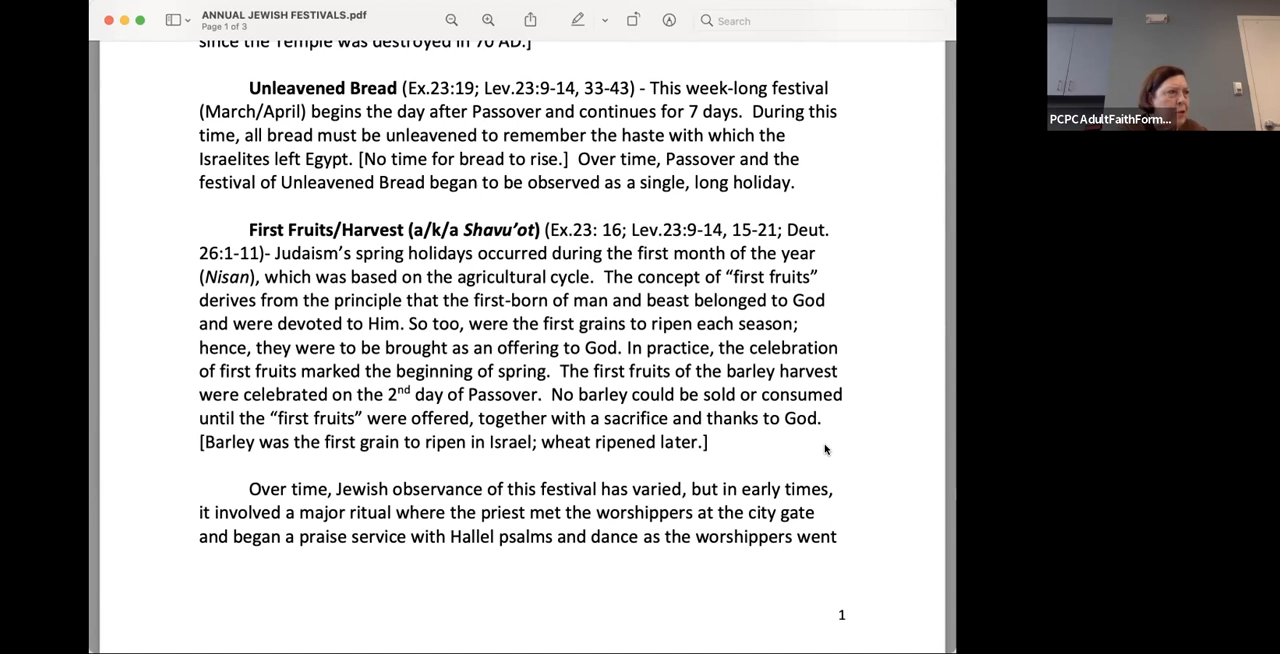 ANNUAL JEWISH FESTIVALS.pdf
Page 1 of 3
Search
since the Temple was destroyed in 70 AD.]
Unleavened Bread (Ex.23:19; Lev.23:9-14, 33-43) - This week-long festival
(March/April) begins the day after Passover and continues for 7 days.  During this
time, all bread must be unleavened to remember the haste with which the
Israelites left Egypt. [No time for bread to rise.]  Over time, Passover and the
festival of Unleavened Bread began to be observed as a single, long holiday.
First Fruits/Harvest (a/k/a Shavu’ot) (Ex.23: 16; Lev.23:9-14, 15-21; Deut.
26:1-11)- Judaism’s spring holidays occurred during the first month of the year
(Nisan), which was based on the agricultural cycle.  The concept of “first fruits”
derives from the principle that the first-born of man and beast belonged to God
and were devoted to Him. So too, were the first grains to ripen each season;
hence, they were to be brought as an offering to God. In practice, the celebration
of first fruits marked the beginning of spring.  The first fruits of the barley harvest
were celebrated on the 2nd day of Passover.  No barley could be sold or consumed
until the “first fruits” were offered, together with a sacrifice and thanks to God.
[Barley was the first grain to ripen in Israel; wheat ripened later.]
Over time, Jewish observance of this festival has varied, but in early times,
it involved a major ritual where the priest met the worshippers at the city gate
and began a praise service with Hallel psalms and dance as the worshippers went
1
PCPC AdultFaithForm...